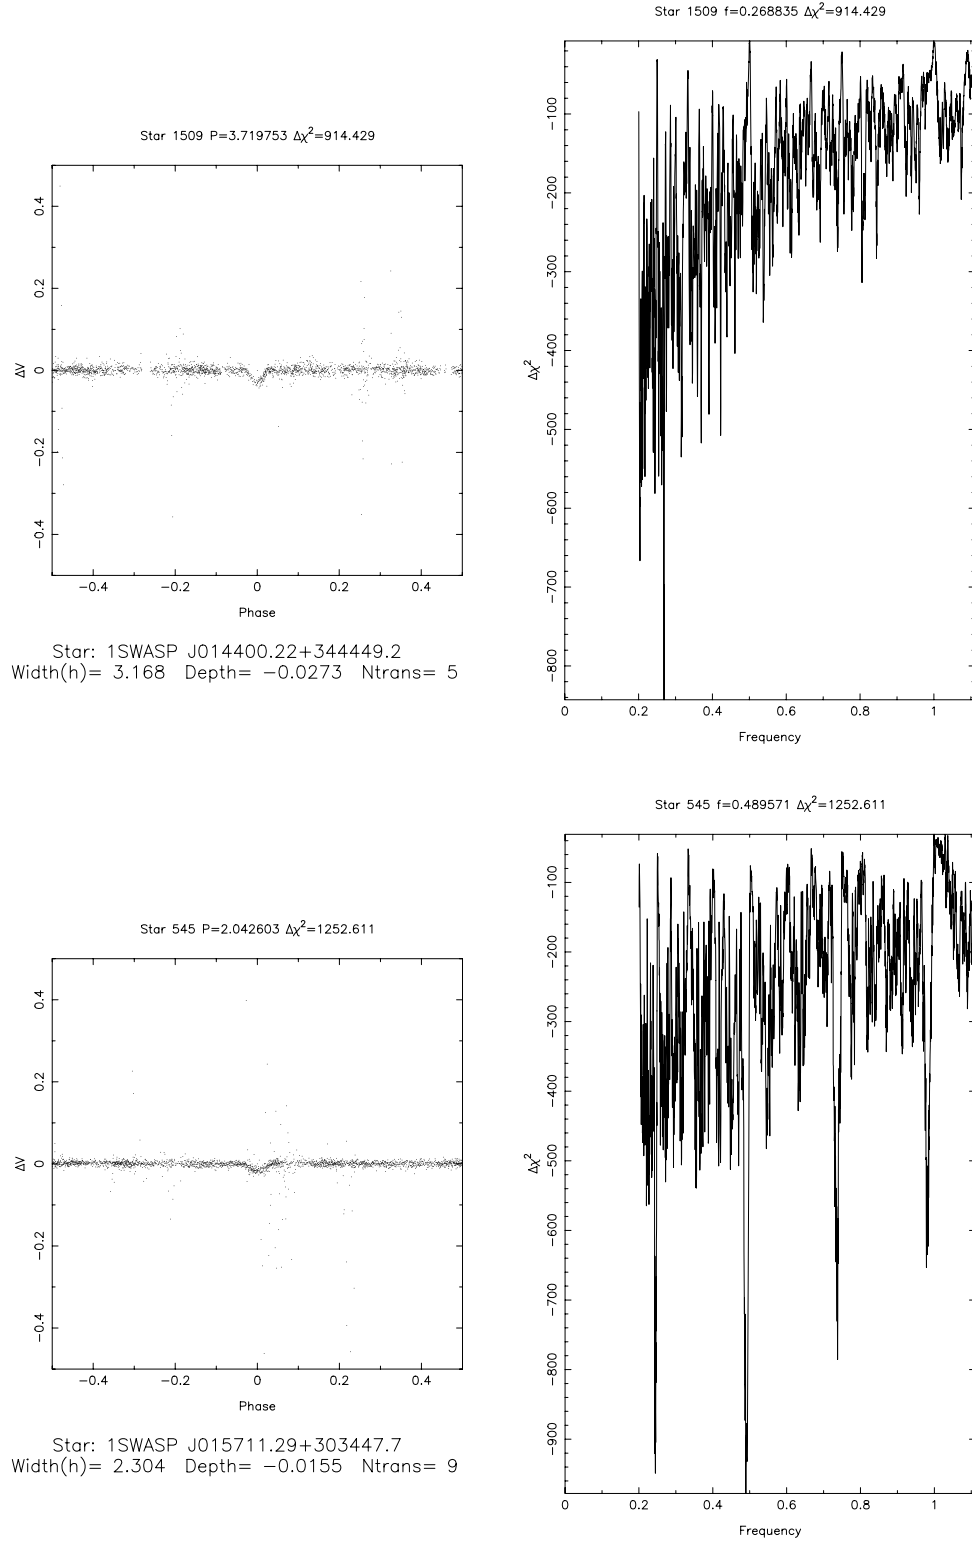 Star 1509 f=0.268835 Δχ²=914.429
Star 1509 P=3.719753 Δχ²=914.429
ΔV
0.4
0.2
0
−0.2
−0.4
−0.4 −0.2 0 0.2 0.4
Phase
Star: 1SWASP J014400.22+344449.2
Width(h)= 3.168 Depth= −0.0273 Ntrans= 5
Δχ²
−100
−200
−300
−400
−500
−600
−700
−800
0 0.2 0.4 0.6 0.8 1
Frequency
Star 545 f=0.489571 Δχ²=1252.611
Star 545 P=2.042603 Δχ²=1252.611
ΔV
0.4
0.2
0
−0.2
−0.4
−0.4 −0.2 0 0.2 0.4
Phase
Star: 1SWASP J015711.29+303447.7
Width(h)= 2.304 Depth= −0.0155 Ntrans= 9
Δχ²
−100
−200
−300
−400
−500
−600
−700
−800
−900
0 0.2 0.4 0.6 0.8 1
Frequency